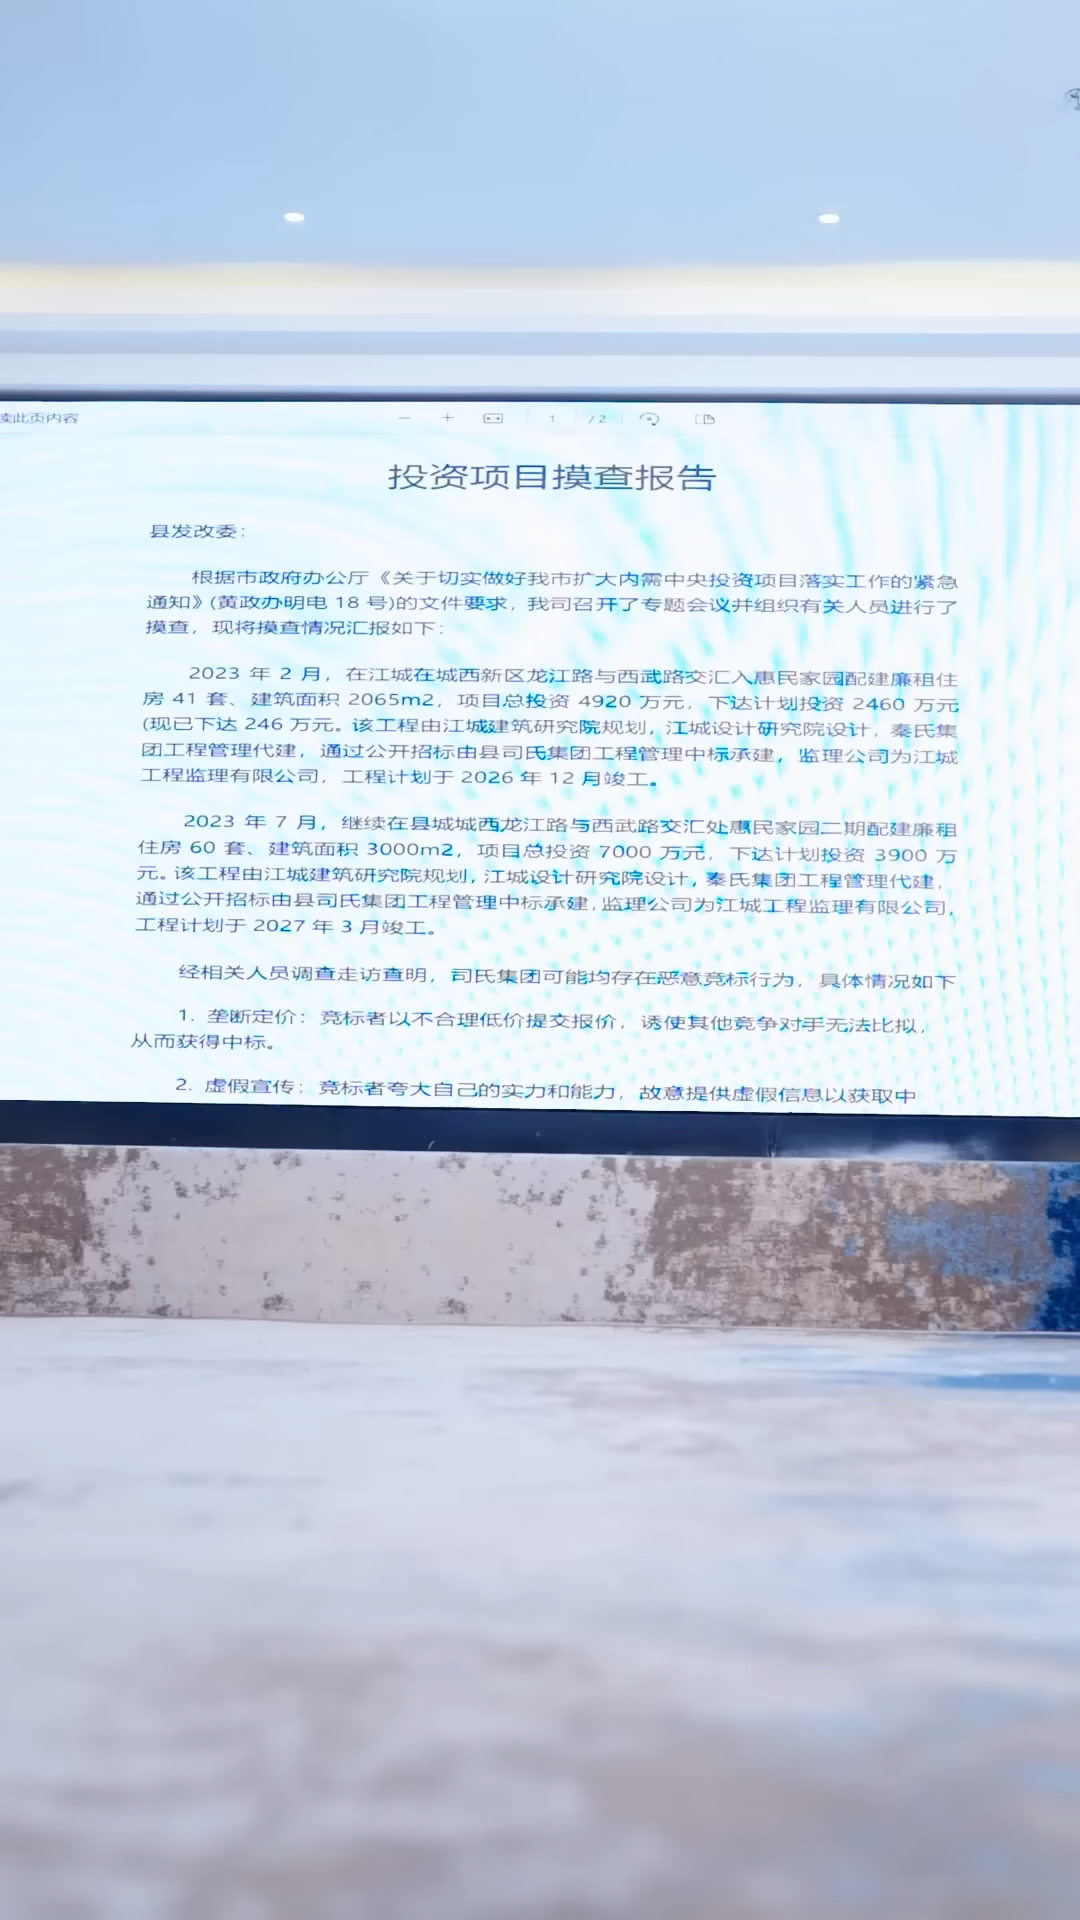 读此页内容
1 / 2
投资项目摸查报告
县发改委：
根据市政府办公厅《关于切实做好我市扩大内需中央投资项目落实工作的紧急
通知》(黄政办明电 18 号)的文件要求，我司召开了专题会议并组织有关人员进行了
摸查，现将摸查情况汇报如下：
2023 年 2 月，在江城在城西新区龙江路与西武路交汇入惠民家园配建廉租住
房 41 套、建筑面积 2065m2，项目总投资 4920 万元，下达计划投资 2460 万元
(现已下达 246 万元。该工程由江城建筑研究院规划，江城设计研究院设计，秦氏集
团工程管理代建，通过公开招标由县司氏集团工程管理中标承建，监理公司为江城
工程监理有限公司，工程计划于 2026 年 12 月竣工。
2023 年 7 月，继续在县城城西龙江路与西武路交汇处惠民家园二期配建廉租
住房 60 套、建筑面积 3000m2，项目总投资 7000 万元，下达计划投资 3900 万
元。该工程由江城建筑研究院规划，江城设计研究院设计，秦氏集团工程管理代建，
通过公开招标由县司氏集团工程管理中标承建，监理公司为江城工程监理有限公司，
工程计划于 2027 年 3 月竣工。
经相关人员调查走访查明，司氏集团可能均存在恶意竞标行为，具体情况如下
1. 垄断定价：竞标者以不合理低价提交报价，诱使其他竞争对手无法比拟，
从而获得中标。
2. 虚假宣传：竞标者夸大自己的实力和能力，故意提供虚假信息以获取中